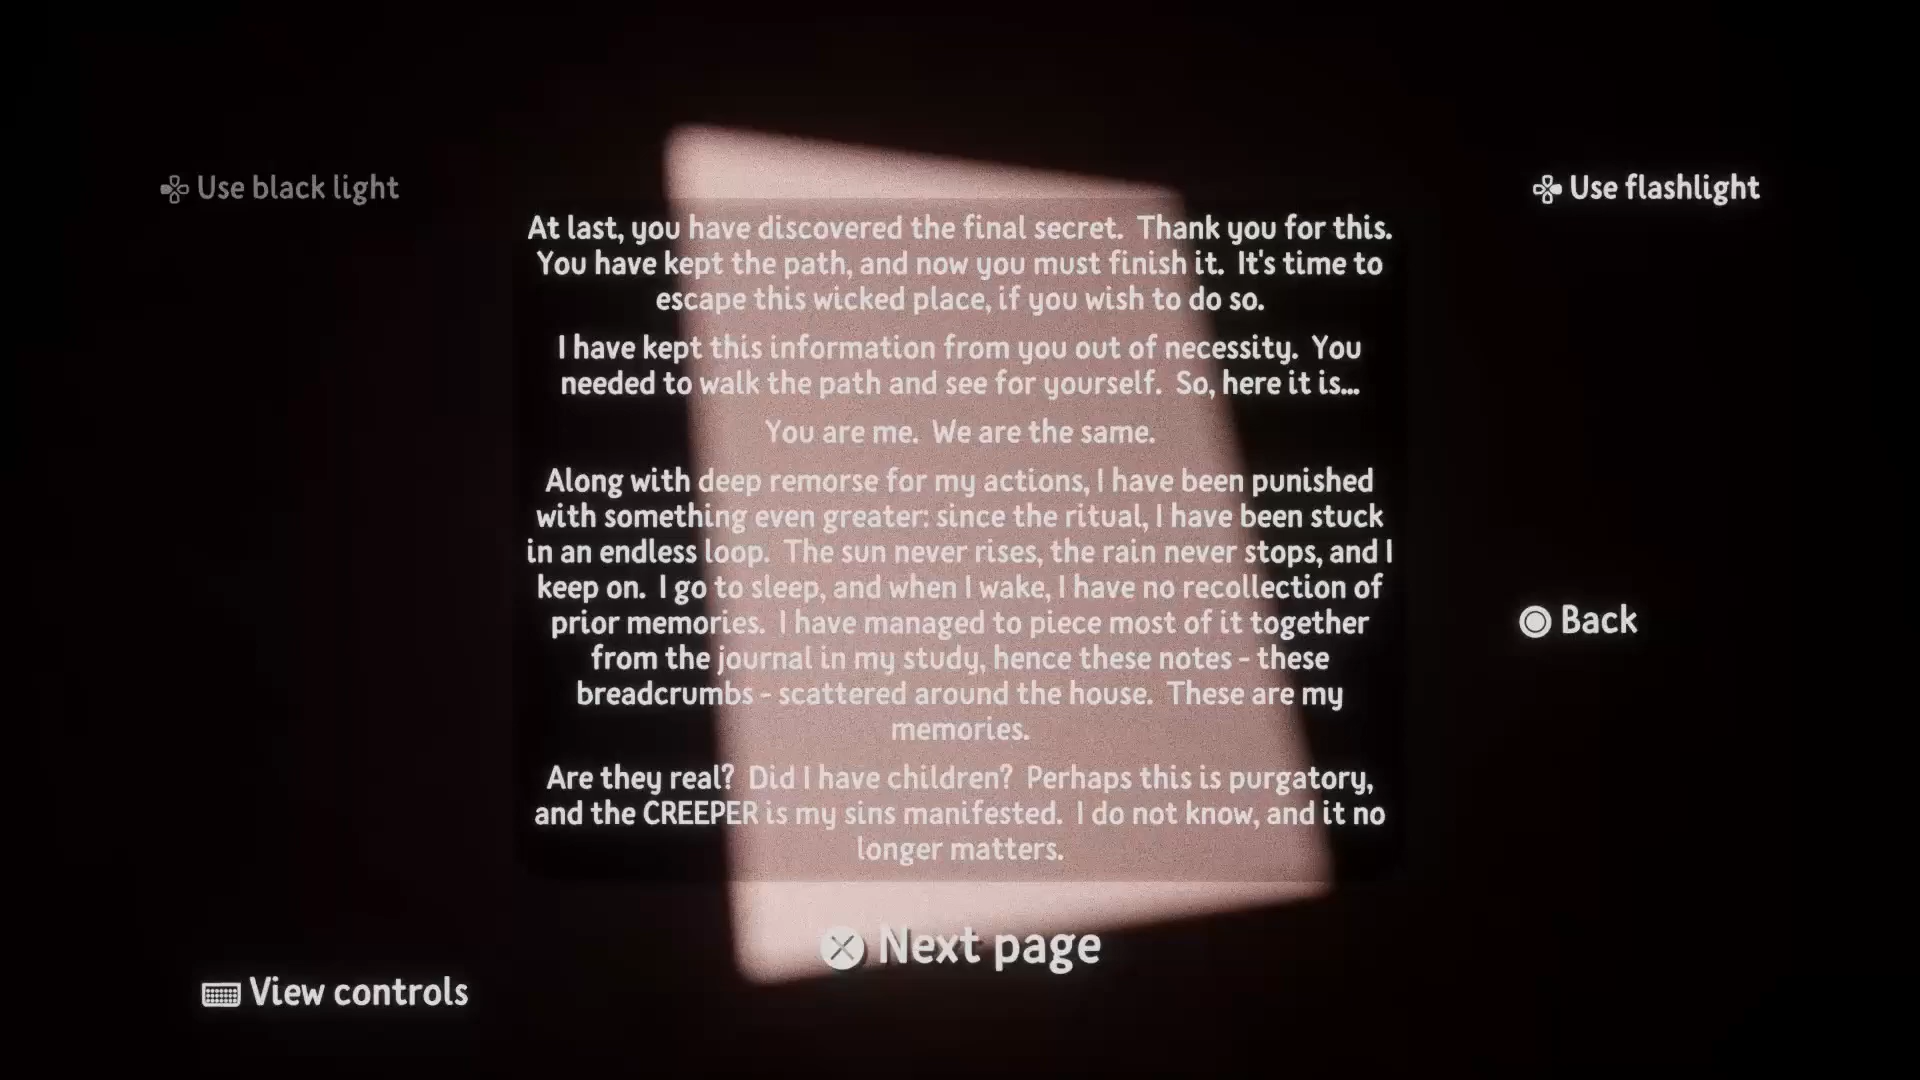 Use black light
Use flashlight
At last, you have discovered the final secret.  Thank you for this.
You have kept the path, and now you must finish it.  It's time to
escape this wicked place, if you wish to do so.
I have kept this information from you out of necessity.  You
needed to walk the path and see for yourself.  So, here it is...
You are me.  We are the same.
Along with deep remorse for my actions, I have been punished
with something even greater: since the ritual, I have been stuck
in an endless loop.  The sun never rises, the rain never stops, and I
keep on.  I go to sleep, and when I wake, I have no recollection of
prior memories.  I have managed to piece most of it together
from the journal in my study, hence these notes - these
breadcrumbs - scattered around the house.  These are my
memories.
Are they real?  Did I have children?  Perhaps this is purgatory,
and the CREEPER is my sins manifested.  I do not know, and it no
longer matters.
Back
Next page
View controls